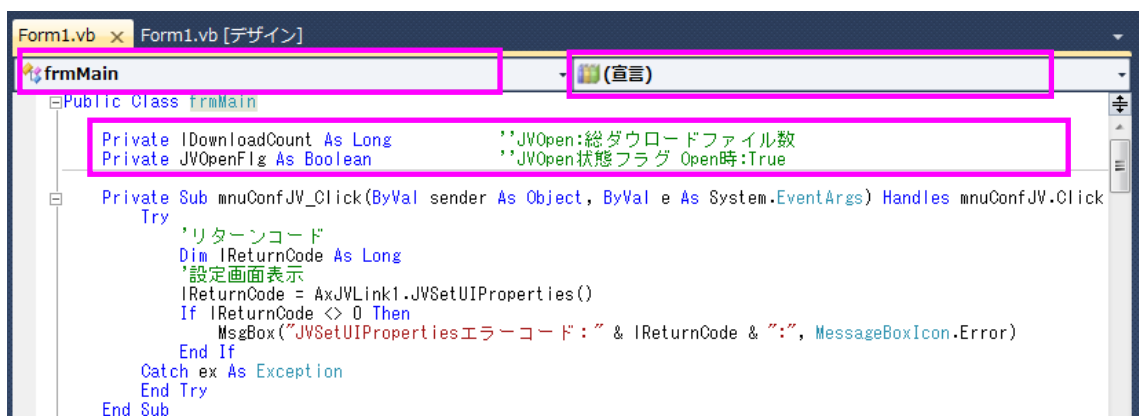 Form1.vb × Form1.vb [デザイン]
frmMain (宣言)
Public Class frmMain
Private lDownloadCount As Long ''JVOpen:総ダウロードファイル数
Private JVOpenFlg As Boolean ''JVOpen状態フラグ Open時:True
Private Sub mnuConfJV_Click(ByVal sender As Object, ByVal e As System.EventArgs) Handles mnuConfJV.Click
Try
'リターンコード
Dim lReturnCode As Long
'設定画面表示
lReturnCode = AxJVLink1.JVSetUIProperties()
If lReturnCode <> 0 Then
MsgBox("JVSetUIPropertiesエラーコード：" & lReturnCode & ":", MessageBoxIcon.Error)
End If
Catch ex As Exception
End Try
End Sub